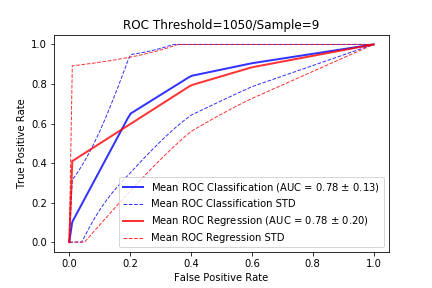 ROC Threshold=1050/Sample=9
True Positive Rate
1.0
0.8
0.6
0.4
0.2
0.0
Mean ROC Classification (AUC = 0.78 ± 0.13)
Mean ROC Classification STD
Mean ROC Regression (AUC = 0.78 ± 0.20)
Mean ROC Regression STD
0.0 0.2 0.4 0.6 0.8 1.0
False Positive Rate